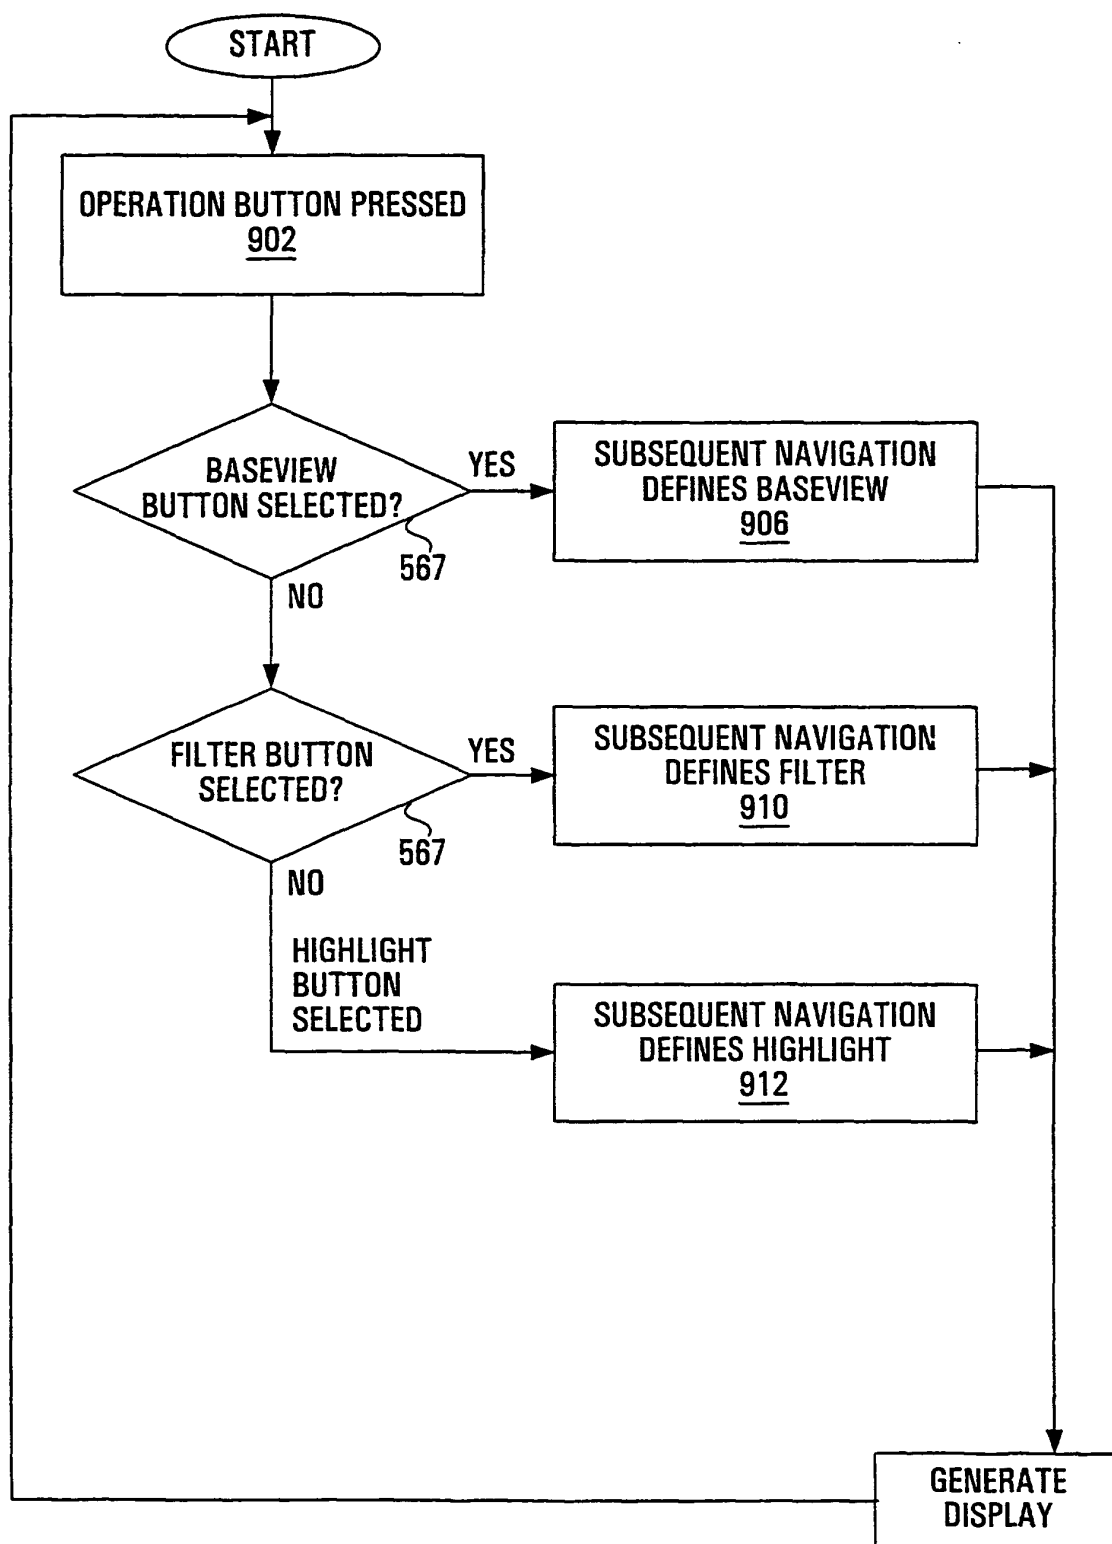 START
OPERATION BUTTON PRESSED
902
BASEVIEW
BUTTON SELECTED?
567
YES
NO
SUBSEQUENT NAVIGATION
DEFINES BASEVIEW
906
FILTER BUTTON
SELECTED?
567
YES
NO
SUBSEQUENT NAVIGATION
DEFINES FILTER
910
HIGHLIGHT
BUTTON
SELECTED
SUBSEQUENT NAVIGATION
DEFINES HIGHLIGHT
912
GENERATE
DISPLAY